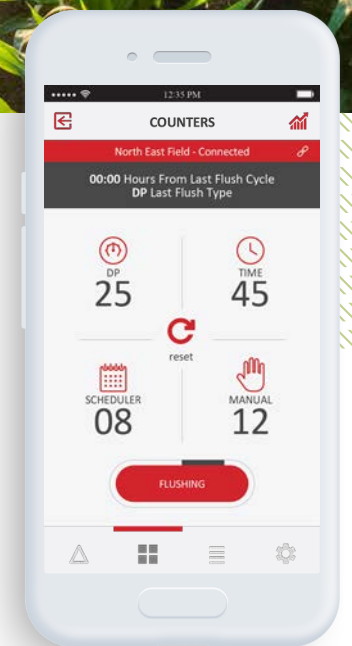 12:35 PM
COUNTERS
North East Field - Connected
00:00 Hours From Last Flush Cycle
DP Last Flush Type
DP
25
TIME
45
reset
SCHEDULER
08
MANUAL
12
FLUSHING